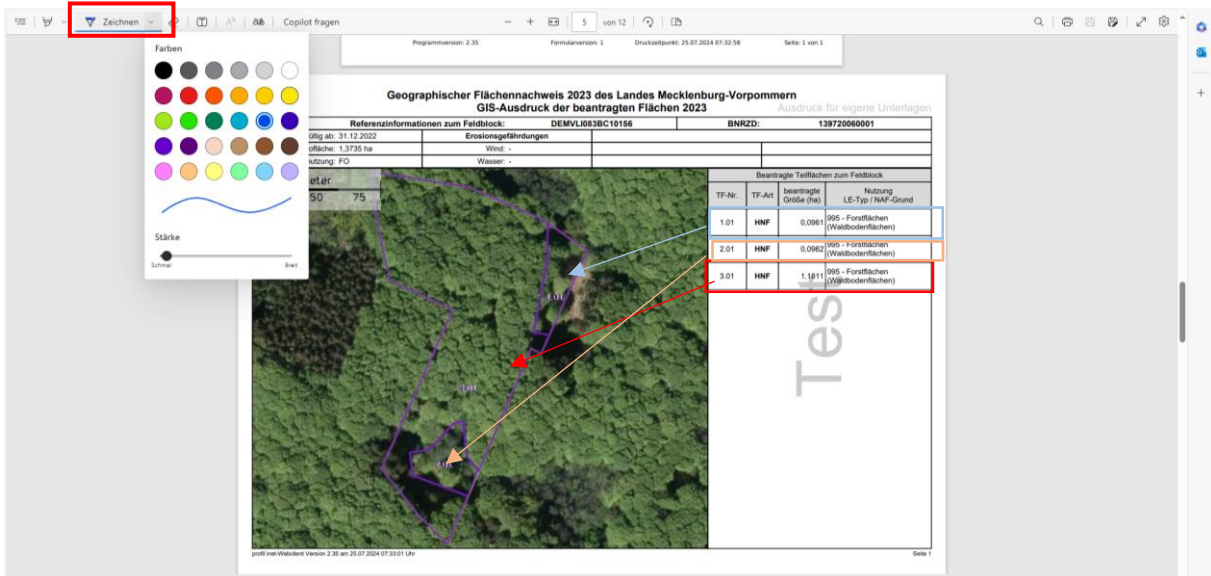 Zeichnen
Copilot fragen
5 von 12
Farben
Programmversion: 2.35 Formularversion: 1 Druckzeitpunkt: 25.07.2024 07:32:58 Seite: 1 von 1
Geographischer Flächennachweis 2023 des Landes Mecklenburg-Vorpommern
GIS-Ausdruck der beantragten Flächen 2023
Ausdruck für eigene Unterlagen
Referenzinformationen zum Feldblock: DEMVLI083BC10156 BNRZD: 139720060001
ültig ab: 31.12.2022 Erosionsgefährdungen
ofläche: 1,3735 ha Wind: -
nutzung: FO Wasser: -
eter
50 75
Beantragte Teilflächen zum Feldblock
TF-Nr. TF-Art beantragte Größe (ha) Nutzung LE-Typ / NAF-Grund
1.01 HNF 0,0961 995 - Forstflächen (Waldbodenflächen)
2.01 HNF 0,0962 995 - Forstflächen (Waldbodenflächen)
3.01 HNF 1,1811 995 - Forstflächen (Waldbodenflächen)
Test
Stärke
Schmal Breit
profil inet-Webclient Version 2.35 am 25.07.2024 07:33:01 Uhr
Seite 1